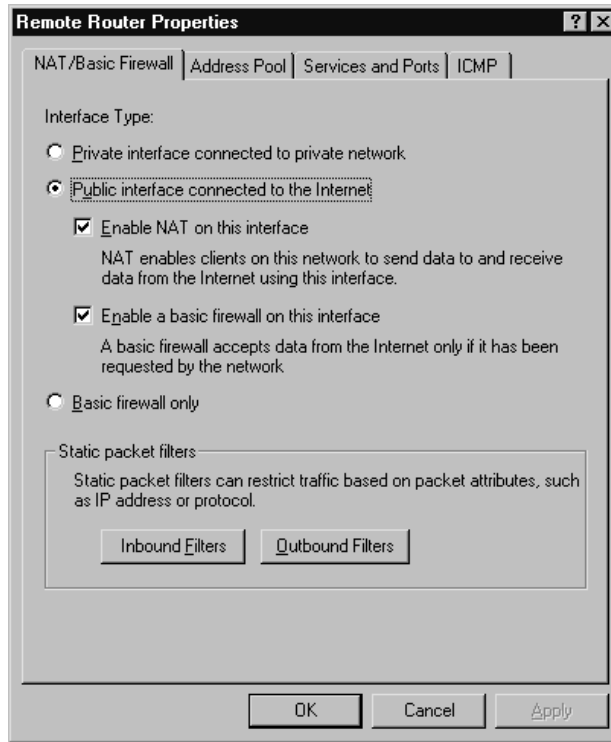 Remote Router Properties
NAT/Basic Firewall Address Pool Services and Ports ICMP
Interface Type:
Private interface connected to private network
Public interface connected to the Internet
Enable NAT on this interface
NAT enables clients on this network to send data to and receive
data from the Internet using this interface.
Enable a basic firewall on this interface
A basic firewall accepts data from the Internet only if it has been
requested by the network
Basic firewall only
Static packet filters
Static packet filters can restrict traffic based on packet attributes, such
as IP address or protocol.
Inbound Filters Outbound Filters
OK Cancel Apply